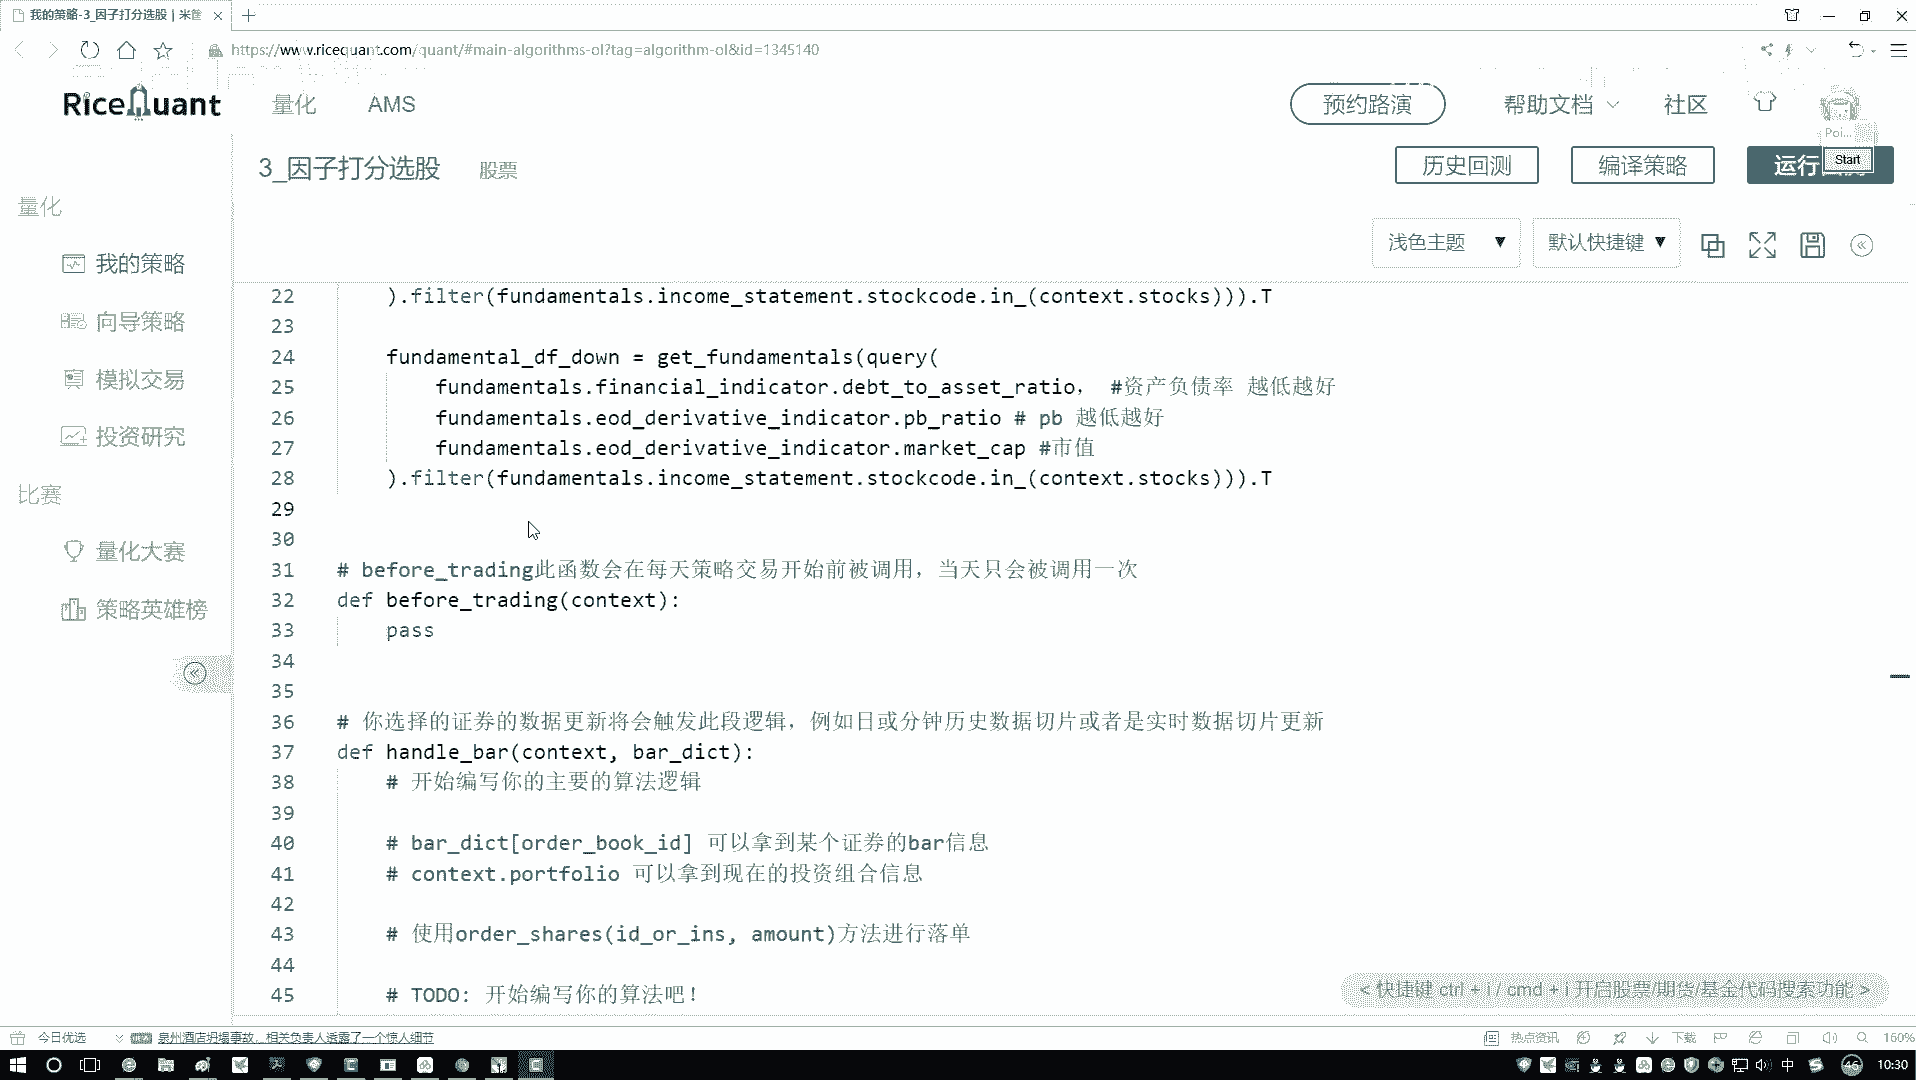 我的策略-3_因子打分选股 | 米筐
https://www.ricequant.com/quant/#main-algorithms-ol?tag=algorithm-ol&id=1345140
RiceQuant
量化
AMS
预约路演
帮助文档
社区
Poi...
3_因子打分选股
股票
历史回测
编译策略
运行
Start
浅色主题
默认快捷键
量化
我的策略
向导策略
模拟交易
投资研究
比赛
量化大赛
策略英雄榜
22 ).filter(fundamentals.income_statement.stockcode.in_(context.stocks))).T
23
24 fundamental_df_down = get_fundamentals(query(
25 fundamentals.financial_indicator.debt_to_asset_ratio， #资产负债率 越低越好
26 fundamentals.eod_derivative_indicator.pb_ratio # pb 越低越好
27 fundamentals.eod_derivative_indicator.market_cap #市值
28 ).filter(fundamentals.income_statement.stockcode.in_(context.stocks))).T
29
30
31 # before_trading此函数会在每天策略交易开始前被调用，当天只会被调用一次
32 def before_trading(context):
33 pass
34
35
36 # 你选择的证券的数据更新将会触发此段逻辑，例如日或分钟历史数据切片或者是实时数据切片更新
37 def handle_bar(context, bar_dict):
38 # 开始编写你的主要的算法逻辑
39
40 # bar_dict[order_book_id] 可以拿到某个证券的bar信息
41 # context.portfolio 可以拿到现在的投资组合信息
42
43 # 使用order_shares(id_or_ins, amount)方法进行落单
44
45 # TODO: 开始编写你的算法吧！
< 快捷键 ctrl + i / cmd + i 开启股票/期货/基金代码搜索功能 >
今日优选
泉州酒店坍塌事故，相关负责人透露了一个惊人细节
热点资讯
下载
160%
中
46
10:30